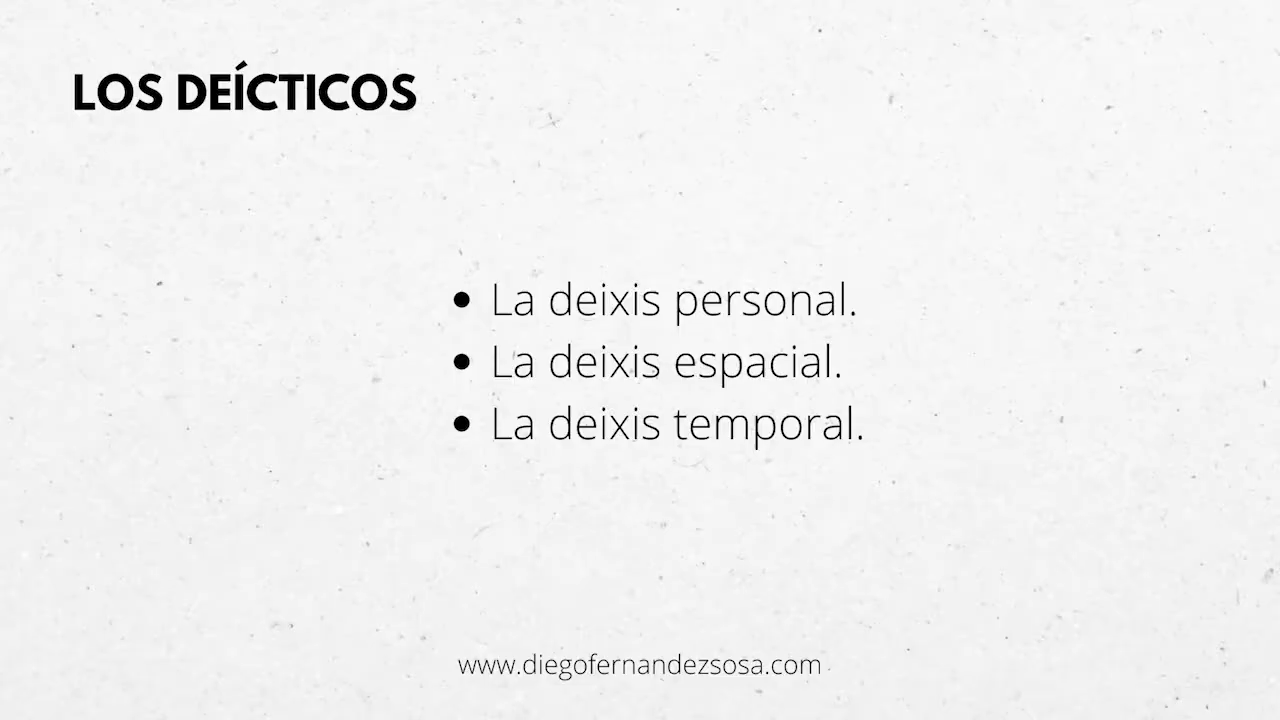 LOS DEÍCTICOS
• La deixis personal.
• La deixis espacial.
• La deixis temporal.
www.diegofernandezsosa.com